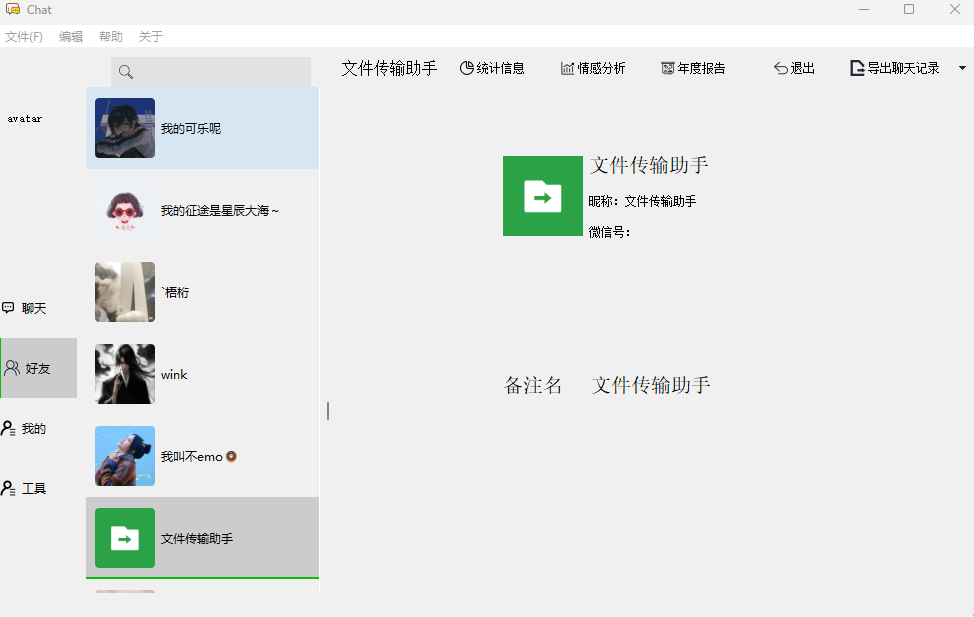 Chat
文件(F) 编辑 帮助 关于
文件传输助手 统计信息 情感分析 年度报告 退出 导出聊天记录
avatar
聊天
好友
我的
工具
我的可乐呢
我的征途是星辰大海~
`梧桁
wink
我叫不emo🍩
文件传输助手
文件传输助手
昵称：文件传输助手
微信号：
备注名 文件传输助手